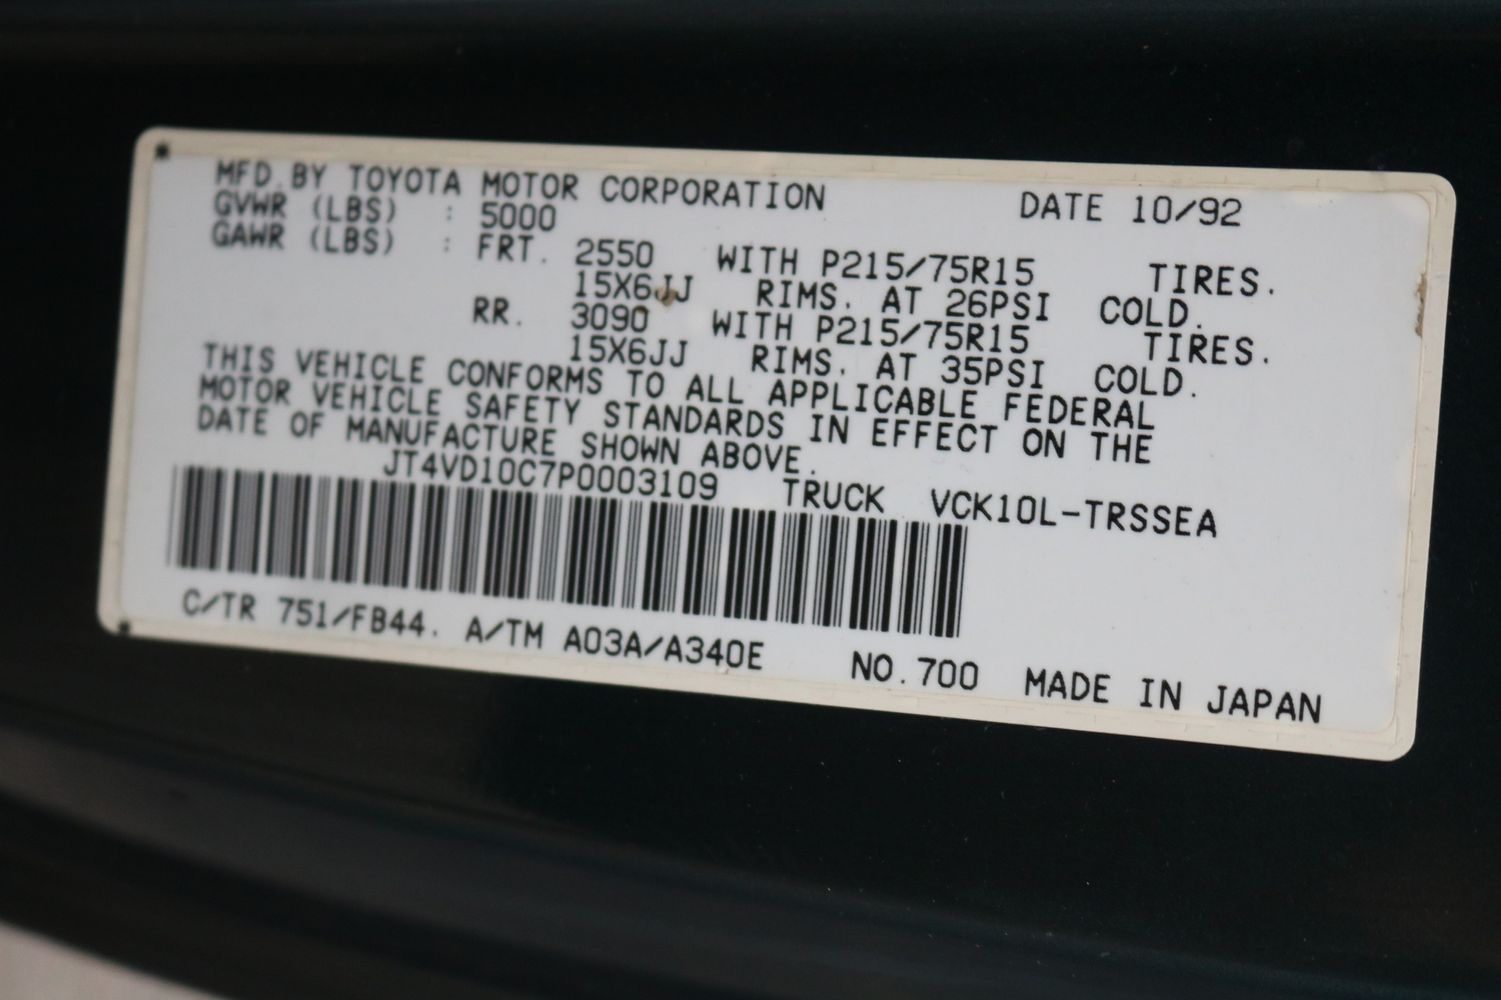 MFD.BY TOYOTA MOTOR CORPORATION DATE 10/92
GVWR (LBS) : 5000
GAWR (LBS) : FRT. 2550 WITH P215/75R15 TIRES.
15X6JJ RIMS. AT 26PSI COLD.
RR. 3090 WITH P215/75R15 TIRES.
15X6JJ RIMS. AT 35PSI COLD.
THIS VEHICLE CONFORMS TO ALL APPLICABLE FEDERAL
MOTOR VEHICLE SAFETY STANDARDS IN EFFECT ON THE
DATE OF MANUFACTURE SHOWN ABOVE.
JT4VD10C7P0003109 TRUCK VCK10L-TRSSEA
C/TR 751/FB44. A/TM A03A/A340E NO.700 MADE IN JAPAN